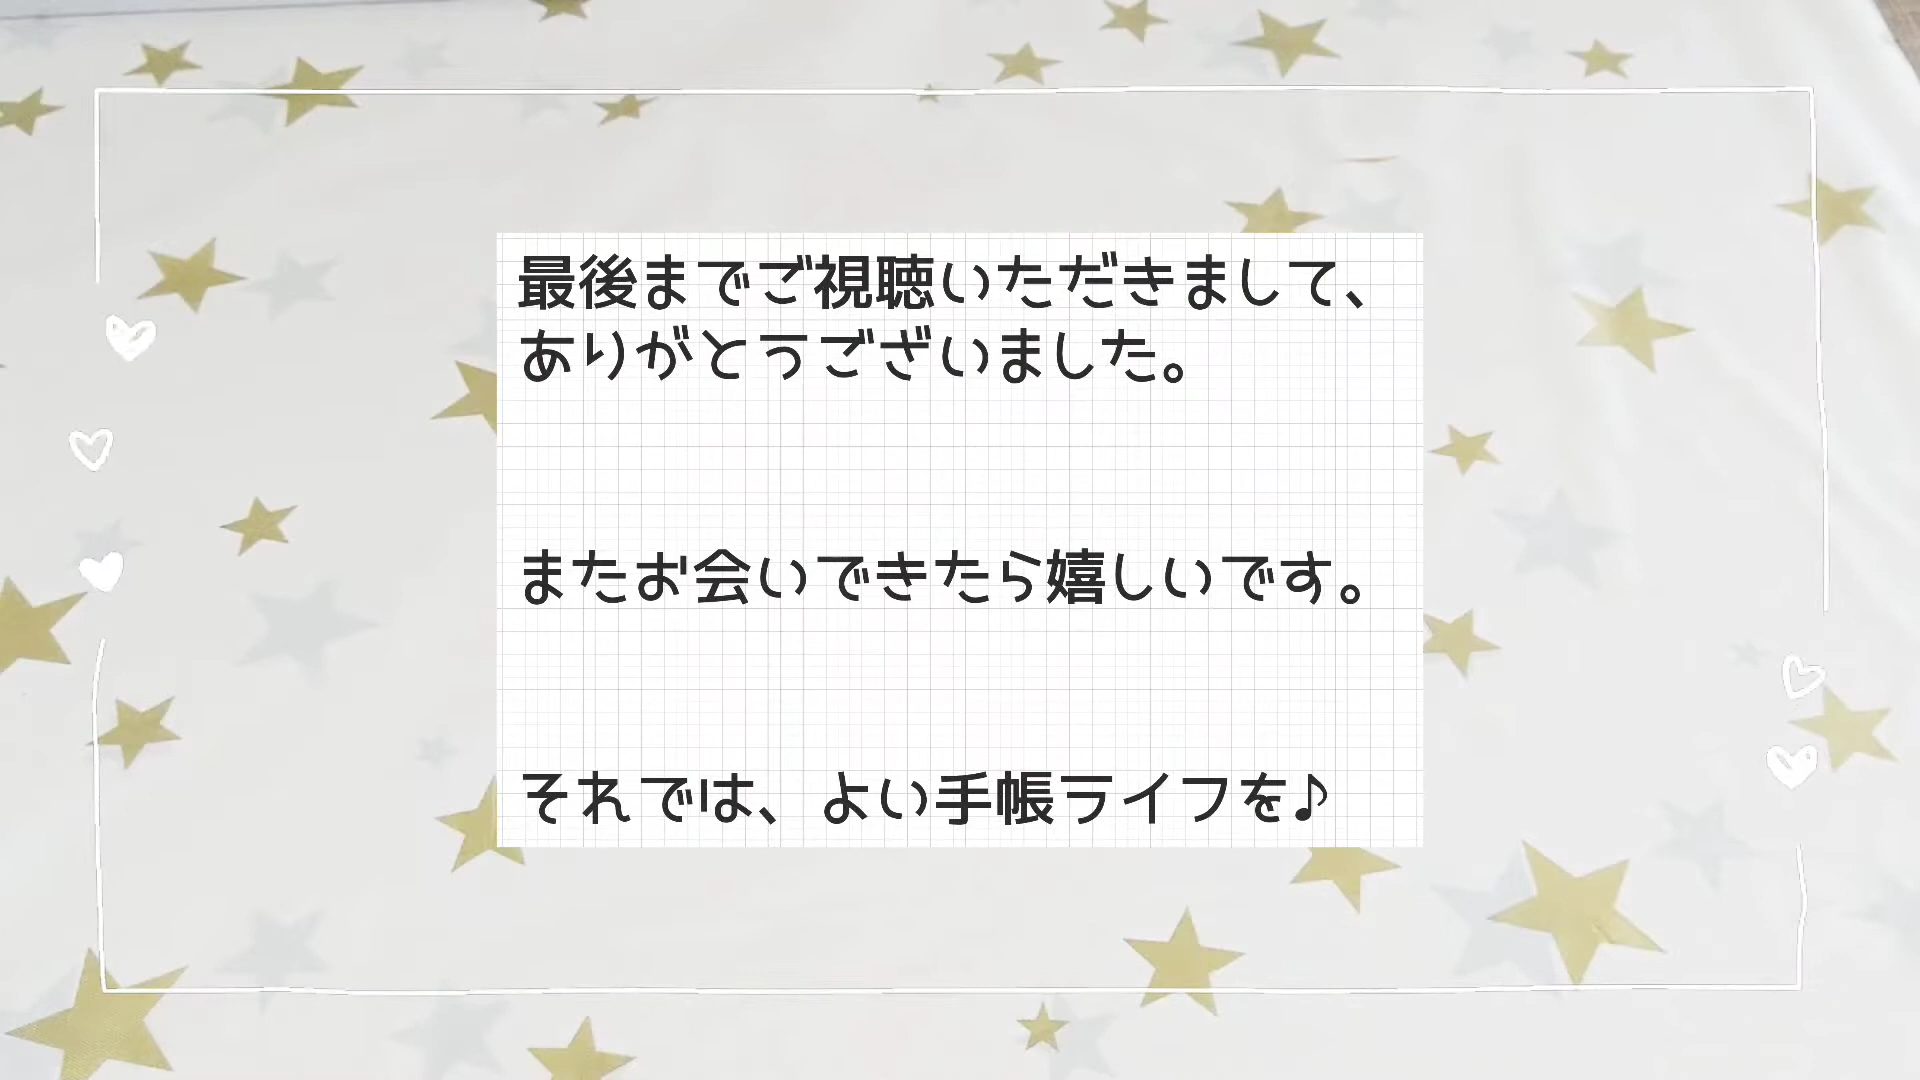 最後までご視聴いただきまして、
ありがとうございました。
またお会いできたら嬉しいです。
それでは、よい手帳ライフを♪